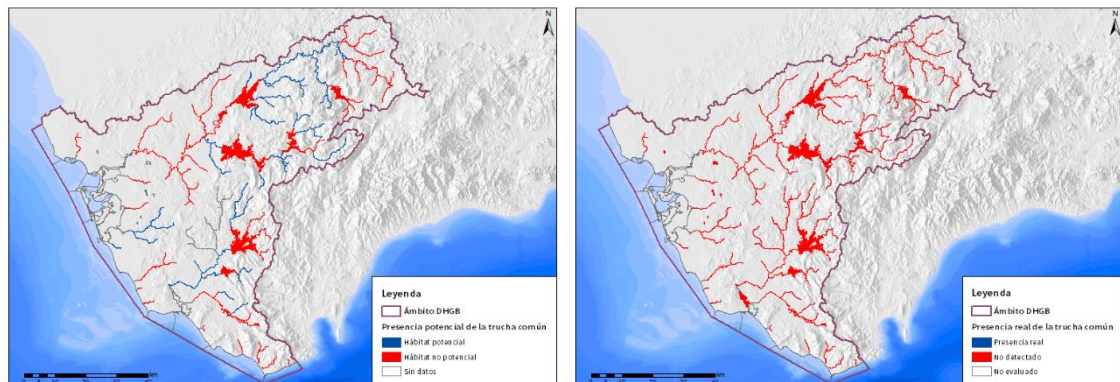 N
Leyenda
Ámbito DHGB
Presencia potencial de la trucha común
Hábitat potencial
Hábitat no potencial
Sin datos
km
N
Leyenda
Ámbito DHGB
Presencia real de la trucha común
Presencia real
No detectado
No evaluado
km